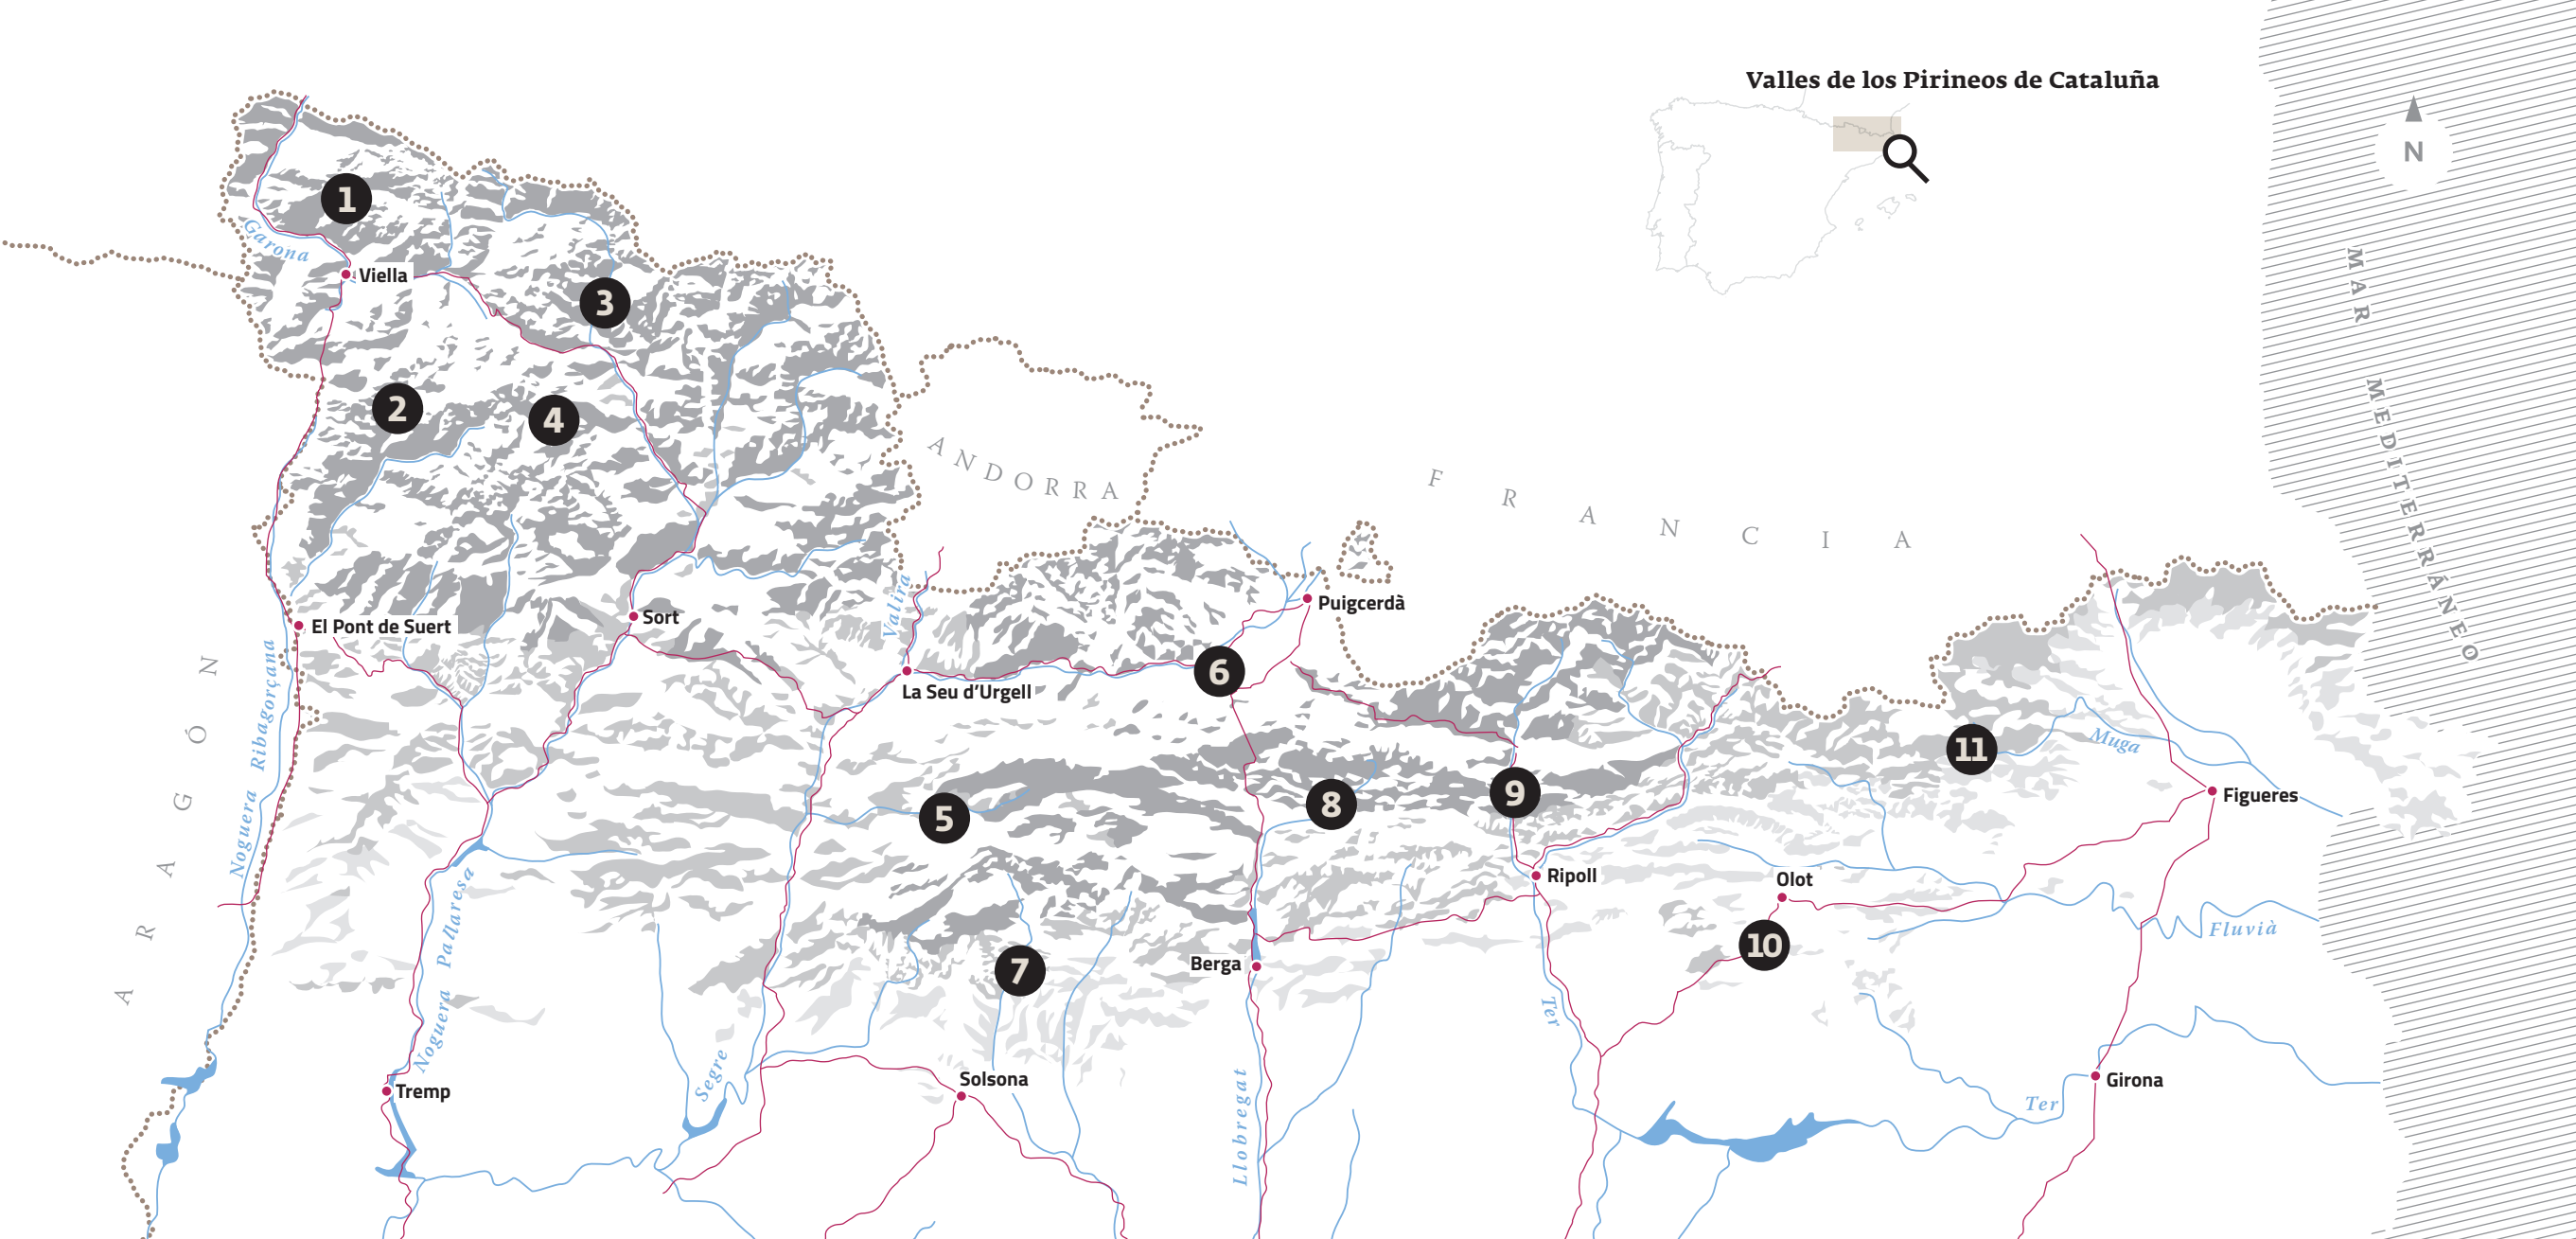 Valles de los Pirineos de Cataluña
N
1
Garona
Viella
3
2
4
MAR MEDITERRÁNEO
ANDORRA
FRANCIA
Valira
Puigcerdà
Sort
El Pont de Suert
6
La Seu d’Urgell
ARAGÓN
Noguera Ribagorçana
11
Muga
5
8
9
Figueres
Ripoll
Olot
Noguera Pallaresa
Fluvià
10
7
Berga
Ter
Segre
Solsona
Tremp
Llobregat
Ter
Girona